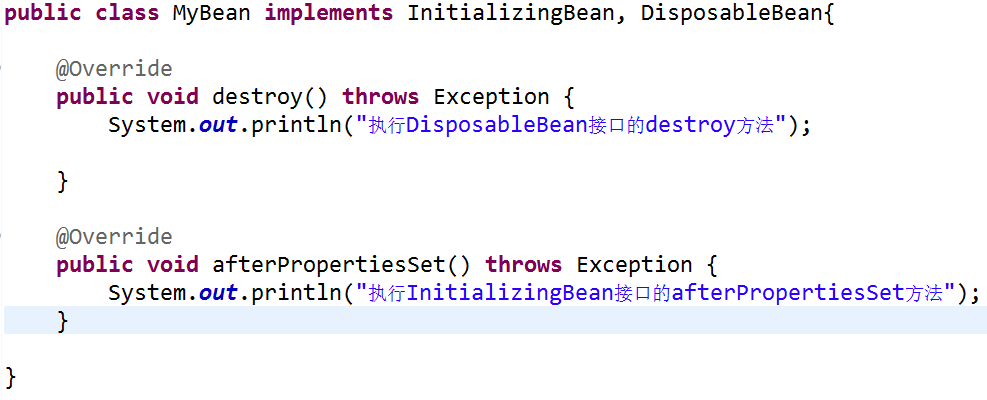 public class MyBean implements InitializingBean, DisposableBean{
@Override
public void destroy() throws Exception {
System.out.println("执行DisposableBean接口的destroy方法");
}
@Override
public void afterPropertiesSet() throws Exception {
System.out.println("执行InitializingBean接口的afterPropertiesSet方法");
}
}